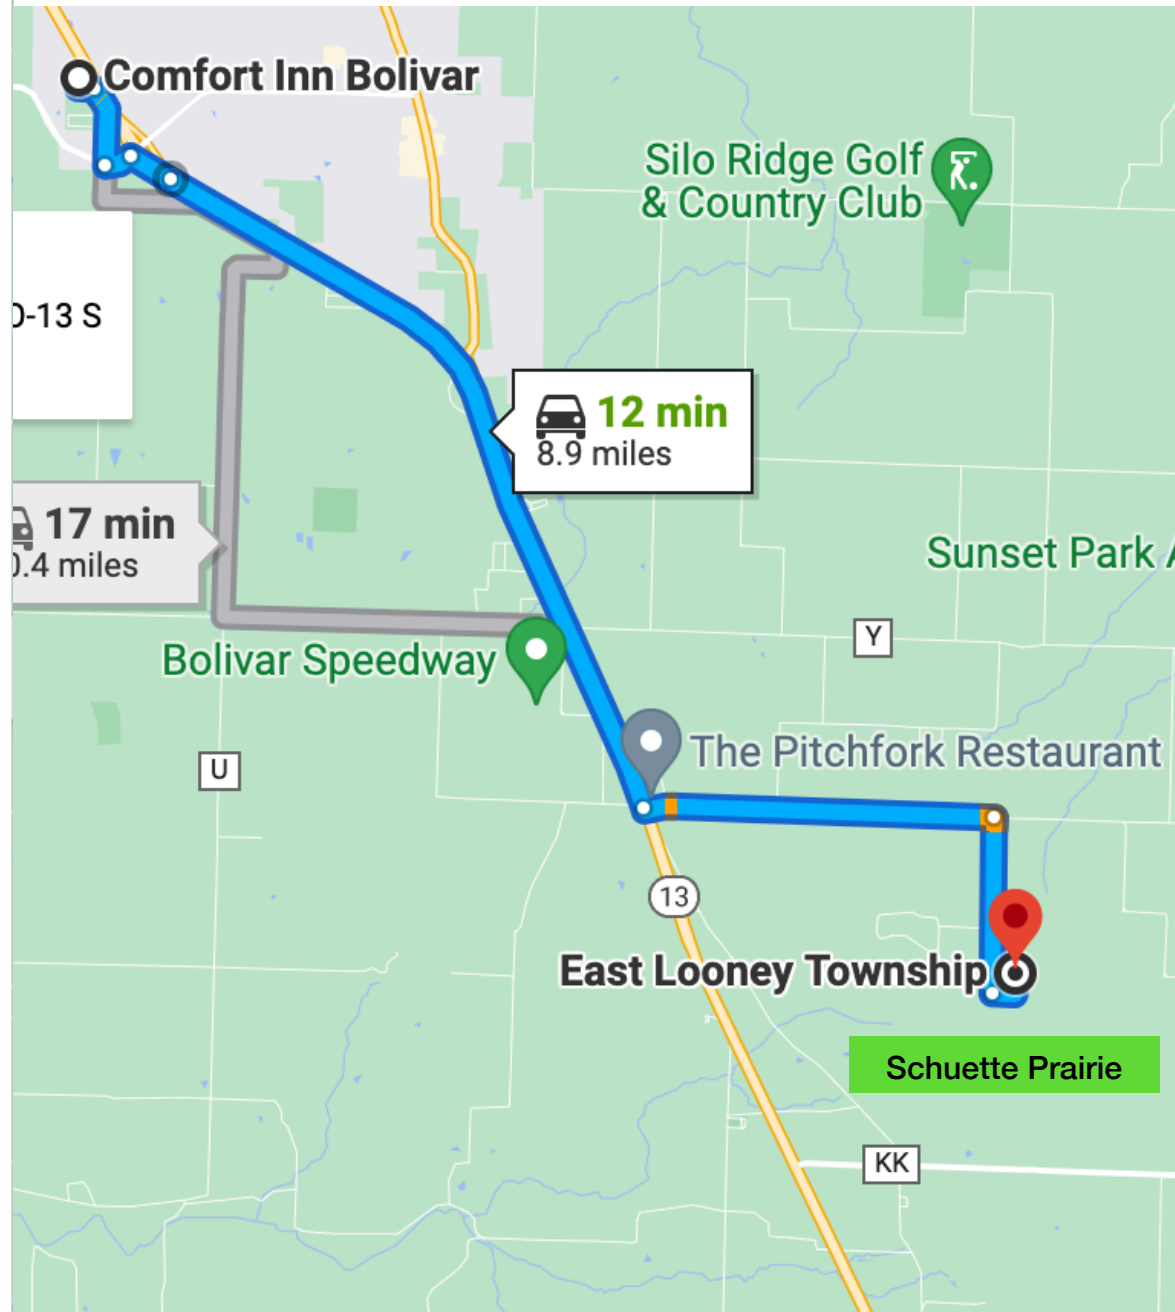 Comfort Inn Bolivar
Silo Ridge Golf
& Country Club
-13 S
12 min
8.9 miles
17 min
.4 miles
Sunset Park
Y
Bolivar Speedway
The Pitchfork Restaurant
U
13
East Looney Township
Schuette Prairie
KK